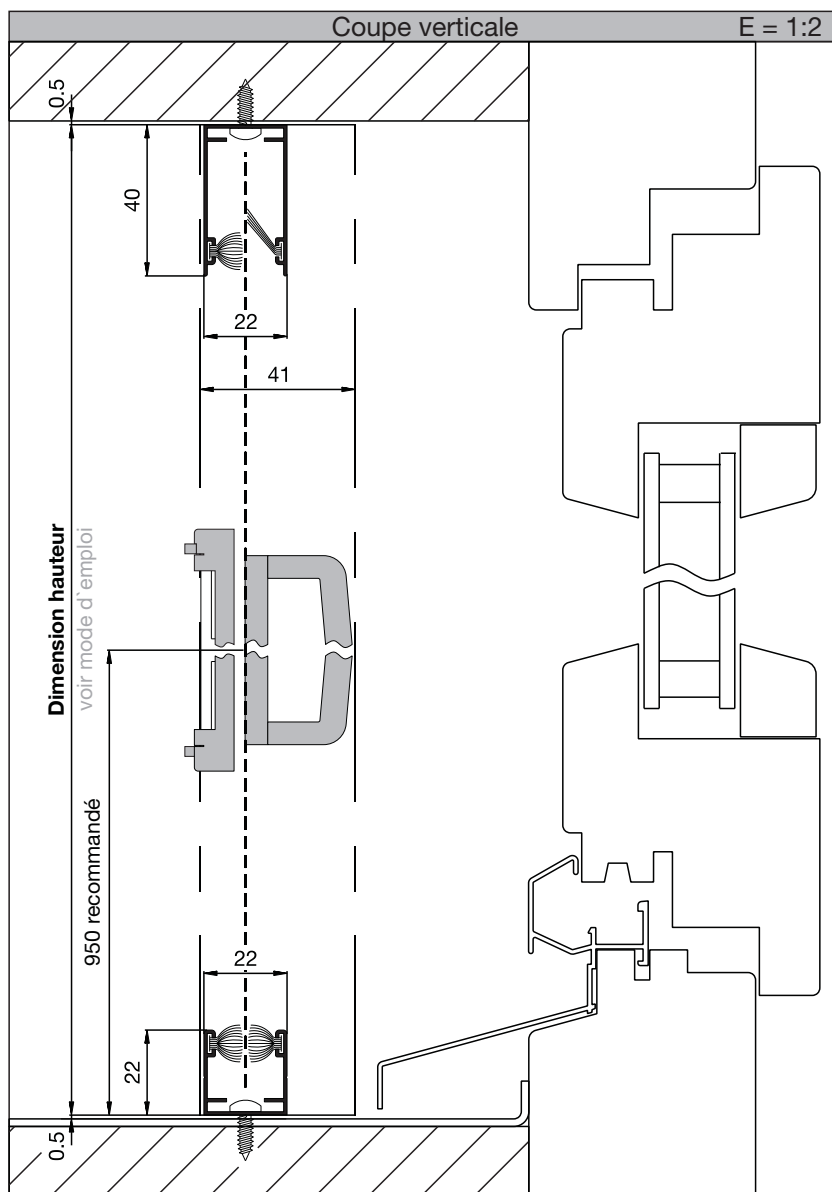 Coupe verticale
E = 1:2
0.5
40
22
41
Dimension hauteur
voir mode d`emploi
950 recommandé
22
22
0.5